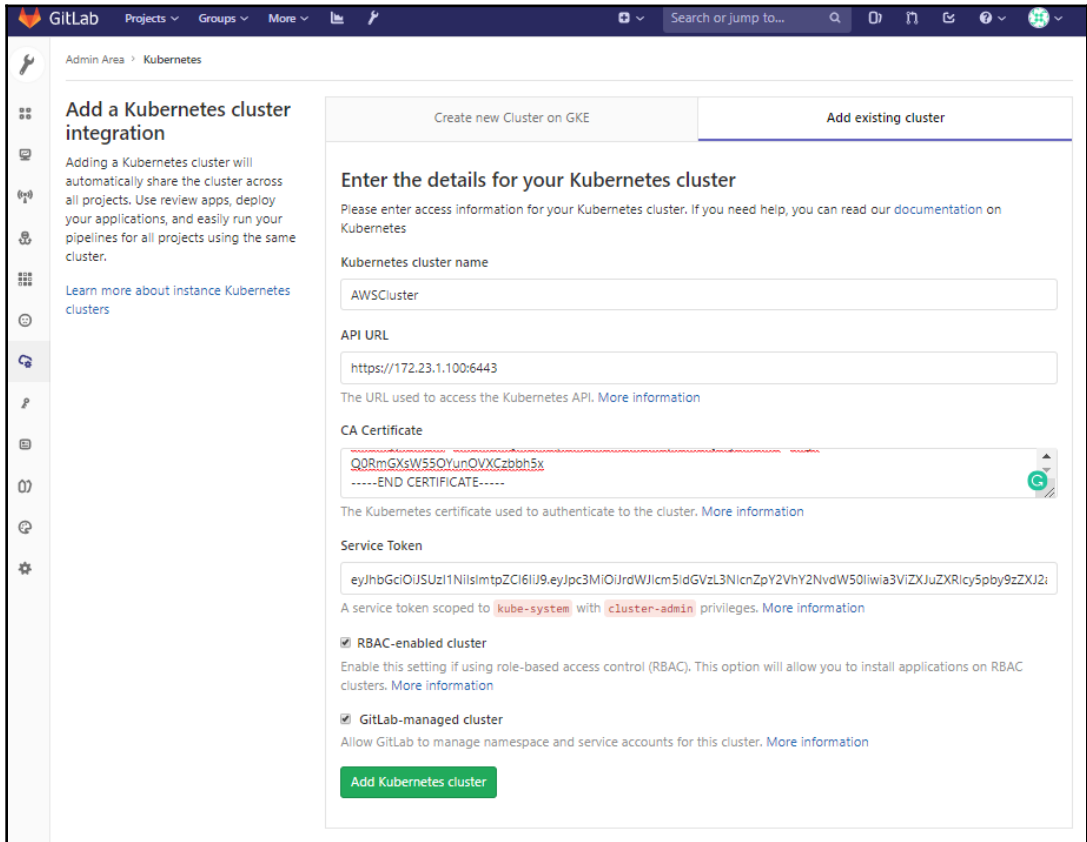 GitLab Projects Groups More Search or jump to...
Admin Area > Kubernetes
Add a Kubernetes cluster
integration
Adding a Kubernetes cluster will
automatically share the cluster across
all projects. Use review apps, deploy
your applications, and easily run your
pipelines for all projects using the same
cluster.
Learn more about instance Kubernetes
clusters
Create new Cluster on GKE
Add existing cluster
Enter the details for your Kubernetes cluster
Please enter access information for your Kubernetes cluster. If you need help, you can read our documentation on
Kubernetes
Kubernetes cluster name
AWSCluster
API URL
https://172.23.1.100:6443
The URL used to access the Kubernetes API. More information
CA Certificate
Q0RmGXsW55OYunOVXCzbbh5x
-----END CERTIFICATE-----
The Kubernetes certificate used to authenticate to the cluster. More information
Service Token
A service token scoped to kube-system with cluster-admin privileges. More information
RBAC-enabled cluster
Enable this setting if using role-based access control (RBAC). This option will allow you to install applications on RBAC
clusters. More information
GitLab-managed cluster
Allow GitLab to manage namespace and service accounts for this cluster. More information
Add Kubernetes cluster